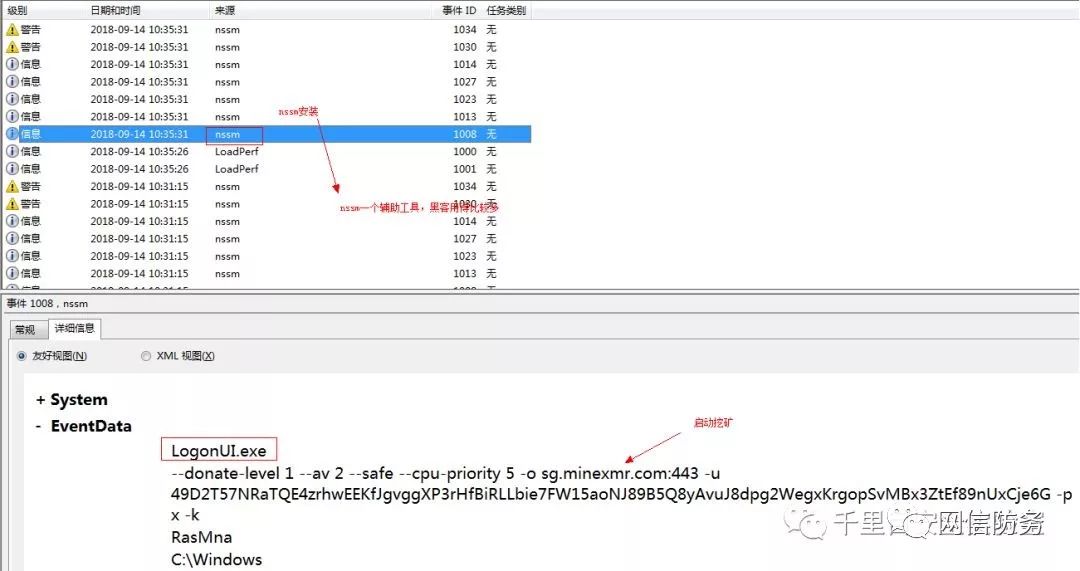 级别 日期和时间 来源 事件 ID 任务类别
警告 2018-09-14 10:35:31 nssm 1034 无
警告 2018-09-14 10:35:31 nssm 1030 无
信息 2018-09-14 10:35:31 nssm 1014 无
信息 2018-09-14 10:35:31 nssm 1027 无
信息 2018-09-14 10:35:31 nssm 1023 无
信息 2018-09-14 10:35:31 nssm 1013 无
nssm安装
信息 2018-09-14 10:35:31 nssm 1008 无
信息 2018-09-14 10:35:26 LoadPerf 1000 无
信息 2018-09-14 10:35:26 LoadPerf 1001 无
警告 2018-09-14 10:31:15 nssm 1034 无
警告 2018-09-14 10:31:15 nssm 1030 无
nssm一个辅助工具，黑客用得比较多
信息 2018-09-14 10:31:15 nssm 1014 无
信息 2018-09-14 10:31:15 nssm 1027 无
信息 2018-09-14 10:31:15 nssm 1023 无
信息 2018-09-14 10:31:15 nssm 1013 无
事件 1008，nssm
常规 详细信息
友好视图(N) XML 视图(X)
+ System
- EventData
启动挖矿
LogonUI.exe
--donate-level 1 --av 2 --safe --cpu-priority 5 -o sg.minexmr.com:443 -u
49D2T57NRaTQE4zrhwEEKfJgvggXP3rHfBiRLLbie7FW15aoNJ89B5Q8yAvuJ8dpg2WegxKrgopSvMBx3ZtEf89nUxCje6G -p
x -k
RasMna
C:\Windows
千里 安 网信防务